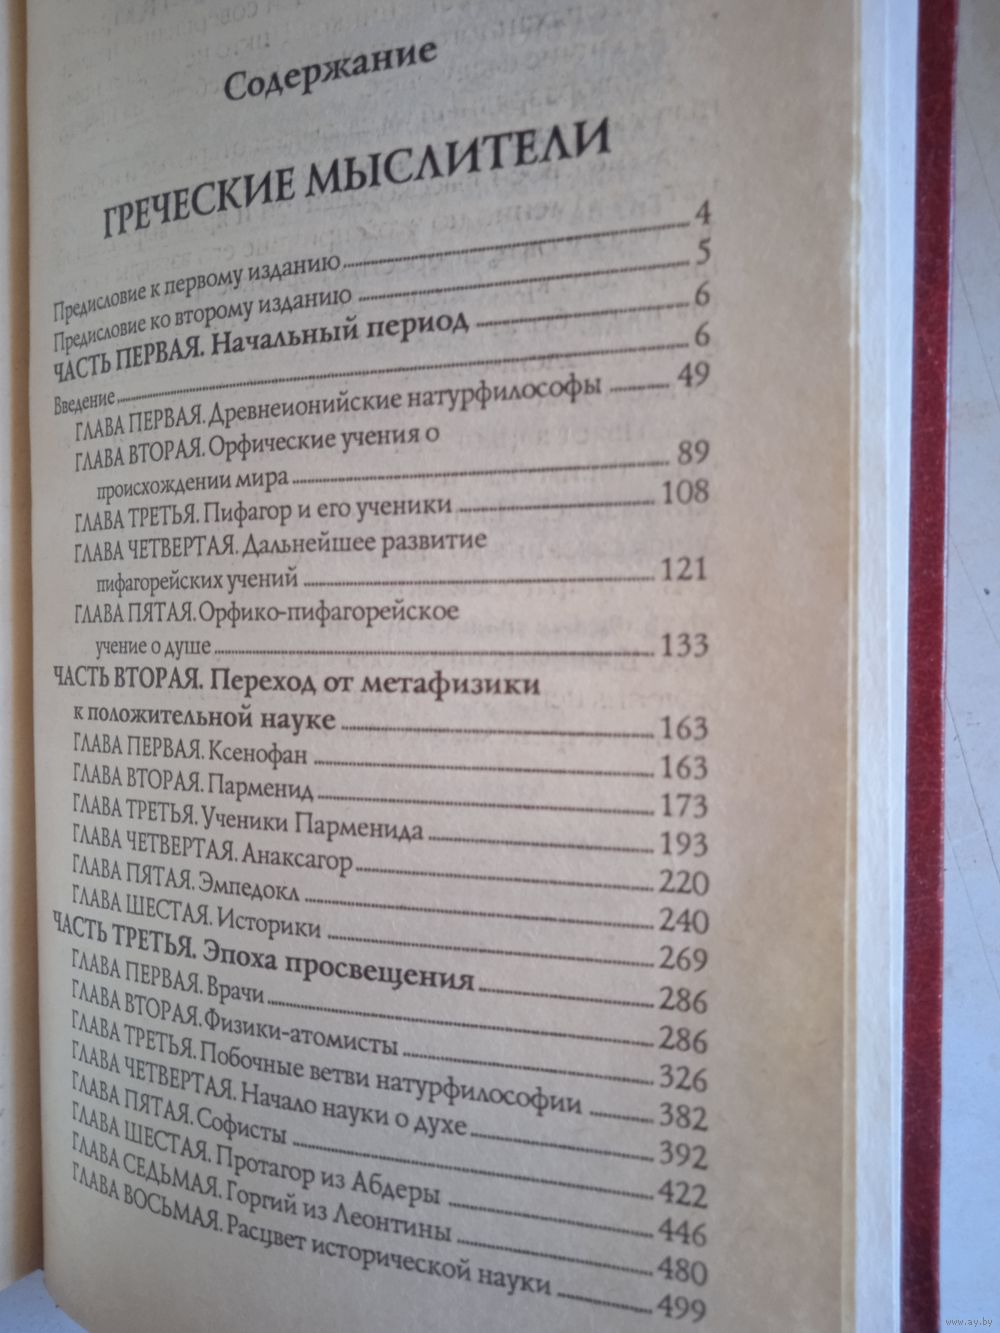 Содержание
ГРЕЧЕСКИЕ МЫСЛИТЕЛИ
Предисловие к первому изданию 4
Предисловие ко второму изданию 5
ЧАСТЬ ПЕРВАЯ. Начальный период 6
Введение 6
ГЛАВА ПЕРВАЯ. Древнеионийские натурфилософы 49
ГЛАВА ВТОРАЯ. Орфические учения о
происхождении мира 89
ГЛАВА ТРЕТЬЯ. Пифагор и его ученики 108
ГЛАВА ЧЕТВЕРТАЯ. Дальнейшее развитие
пифагорейских учений 121
ГЛАВА ПЯТАЯ. Орфико-пифагорейское
учение о душе 133
ЧАСТЬ ВТОРАЯ. Переход от метафизики
к положительной науке 163
ГЛАВА ПЕРВАЯ. Ксенофан 163
ГЛАВА ВТОРАЯ. Парменид 173
ГЛАВА ТРЕТЬЯ. Ученики Парменида 193
ГЛАВА ЧЕТВЕРТАЯ. Анаксагор 220
ГЛАВА ПЯТАЯ. Эмпедокл 240
ГЛАВА ШЕСТАЯ. Историки 269
ЧАСТЬ ТРЕТЬЯ. Эпоха просвещения 286
ГЛАВА ПЕРВАЯ. Врачи 286
ГЛАВА ВТОРАЯ. Физики-атомисты 326
ГЛАВА ТРЕТЬЯ. Побочные ветви натурфилософии 382
ГЛАВА ЧЕТВЕРТАЯ. Начало науки о духе 392
ГЛАВА ПЯТАЯ. Софисты 422
ГЛАВА ШЕСТАЯ. Протагор из Абдеры 446
ГЛАВА СЕДЬМАЯ. Горгий из Леонтины 480
ГЛАВА ВОСЬМАЯ. Расцвет исторической науки 499
www.ay.by